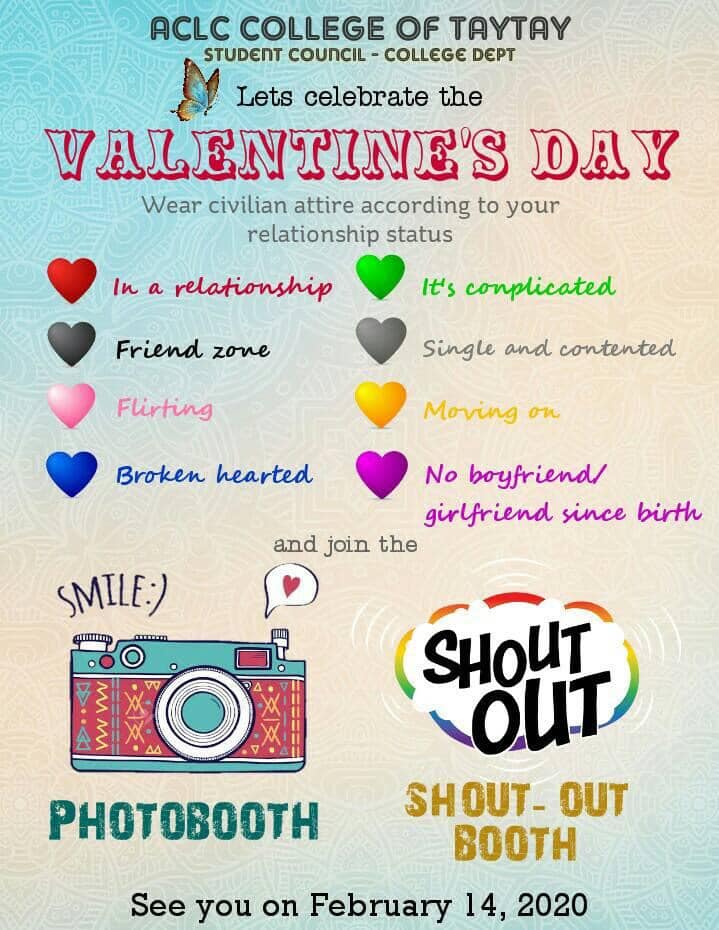 ACLC COLLEGE OF TAYTAY
STUDENT COUNCIL - COLLEGE DEPT
Lets celebrate the
VALENTINE'S DAY
Wear civilian attire according to your
relationship status
In a relationship
It's complicated
Friend zone
Single and contented
Flirting
Moving on
Broken hearted
No boyfriend/
girlfriend since birth
and join the
SMILE:)
SHOUT
OUT
PHOTOBOOTH
SHOUT- OUT
BOOTH
See you on February 14, 2020